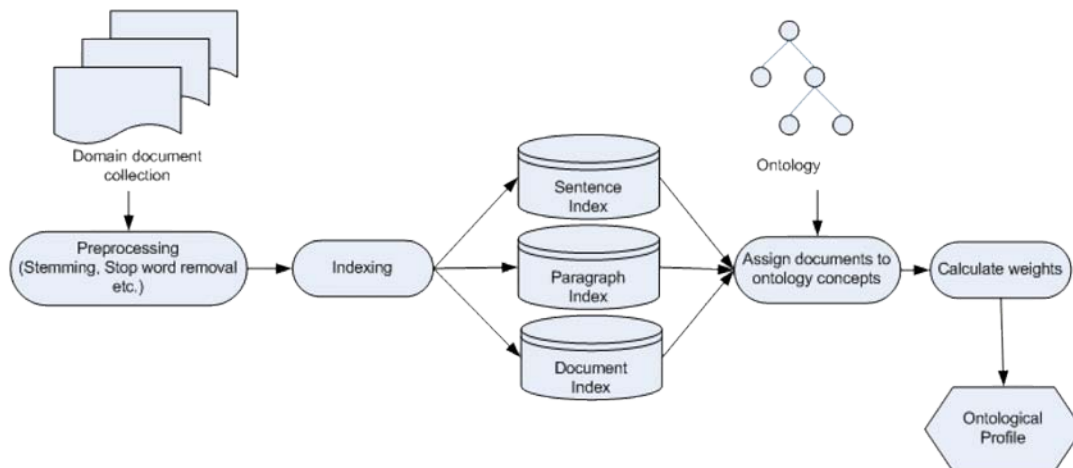 Domain document
collection
Preprocessing
(Stemming, Stop word removal
etc.)
Indexing
Sentence
Index
Paragraph
Index
Document
Index
Ontology
Assign documents to
ontology concepts
Calculate weights
Ontological
Profile